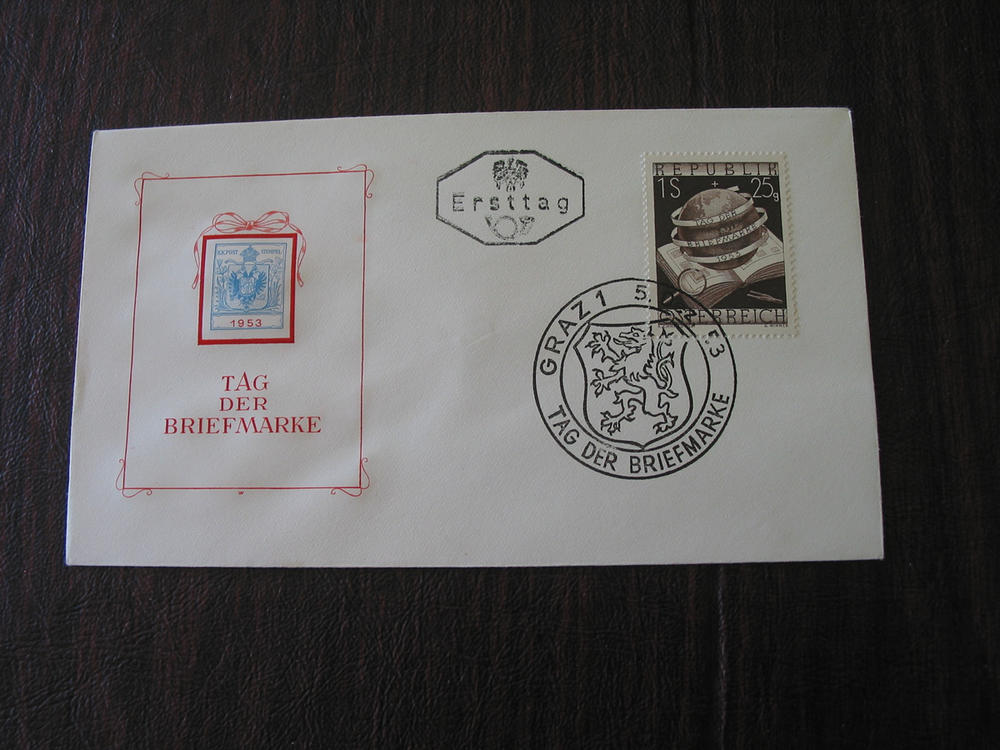 K.K.POST STEMPEL
1953
TAG
DER
BRIEFMARKE
Ersttag
REPUBLIK
1S + 25g
TAG DER
BRIEFMARKE
1953
ÖSTERREICH
GRAZ 1 5. 53
TAG DER BRIEFMARKE